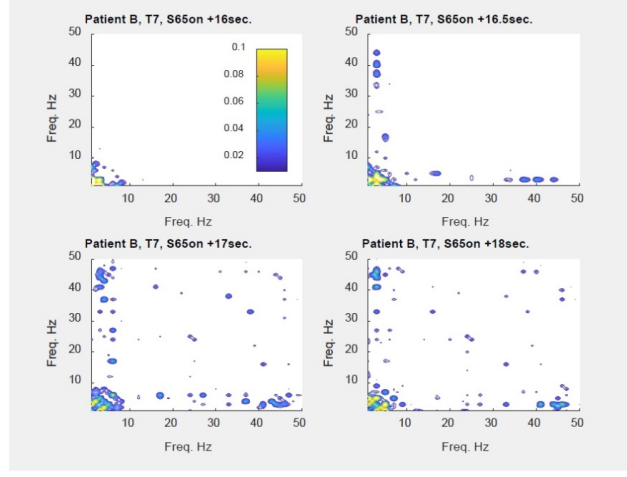 Patient B, T7, S65on +16sec.
Patient B, T7, S65on +16.5sec.
50
40
30
20
10
Freq. Hz
10 20 30 40 50
Freq. Hz
0.1
0.08
0.06
0.04
0.02
50
40
30
20
10
Freq. Hz
10 20 30 40 50
Freq. Hz
Patient B, T7, S65on +17sec.
Patient B, T7, S65on +18sec.
50
40
30
20
10
Freq. Hz
10 20 30 40 50
Freq. Hz
50
40
30
20
10
Freq. Hz
10 20 30 40 50
Freq. Hz